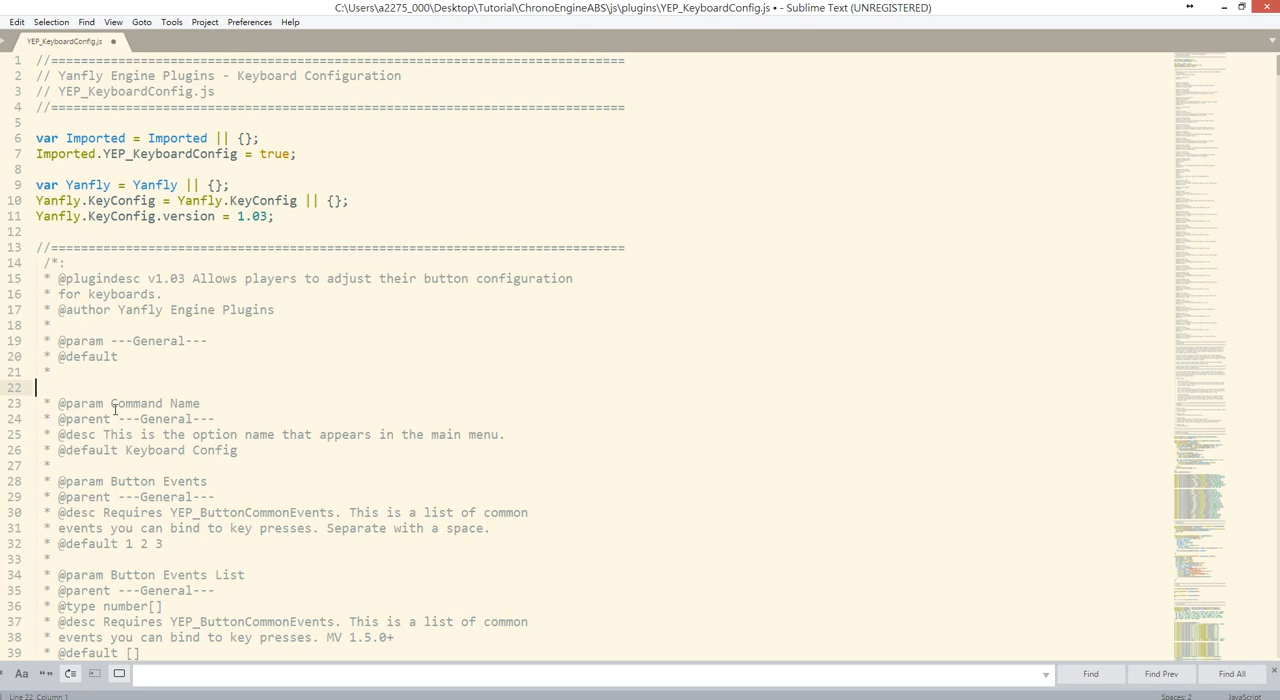 C:\Users\a2275_000\Desktop\Tutorial\ChronoEngineABS\js\plugins\YEP_KeyboardConfig.js • - Sublime Text (UNREGISTERED)
Edit Selection Find View Goto Tools Project Preferences Help
YEP_KeyboardConfig.js
1 //=============================================================================
2 // Yanfly Engine Plugins - Keyboard Configuration
3 // YEP_KeyboardConfig.js
4 //=============================================================================
5
6 var Imported = Imported || {};
7 Imported.YEP_KeyboardConfig = true;
8
9 var Yanfly = Yanfly || {};
10 Yanfly.KeyConfig = Yanfly.KeyConfig || {};
11 Yanfly.KeyConfig.version = 1.03;
12
13 //=============================================================================
14 /*:
15 * @plugindesc v1.03 Allows players to adjust their button configuration
16 * for keyboards.
17 * @author Yanfly Engine Plugins
18 *
19 * @param ---General---
20 * @default
21 *
22
23 * @param Command Name
24 * @parent ---General---
25 * @desc This is the option name that appears in the main menu.
26 * @default Keyboard Config
27 *
28 * @param Button Events
29 * @parent ---General---
30 * @desc Requires YEP_ButtonCommonEvents. This is a list of common
31 * events you can bind to key presses. Separate with a space.
32 * @default 1 2 3
33 *
34 * @param Button Events List
35 * @parent ---General---
36 * @type number[]
37 * @desc Requires YEP_ButtonCommonEvents. This is a list of common
38 * events you can bind to key presses. MV 1.5.0+
39 * @default []
Aa Find Find Prev Find All
Line 22, Column 1 Spaces: 2 JavaScript